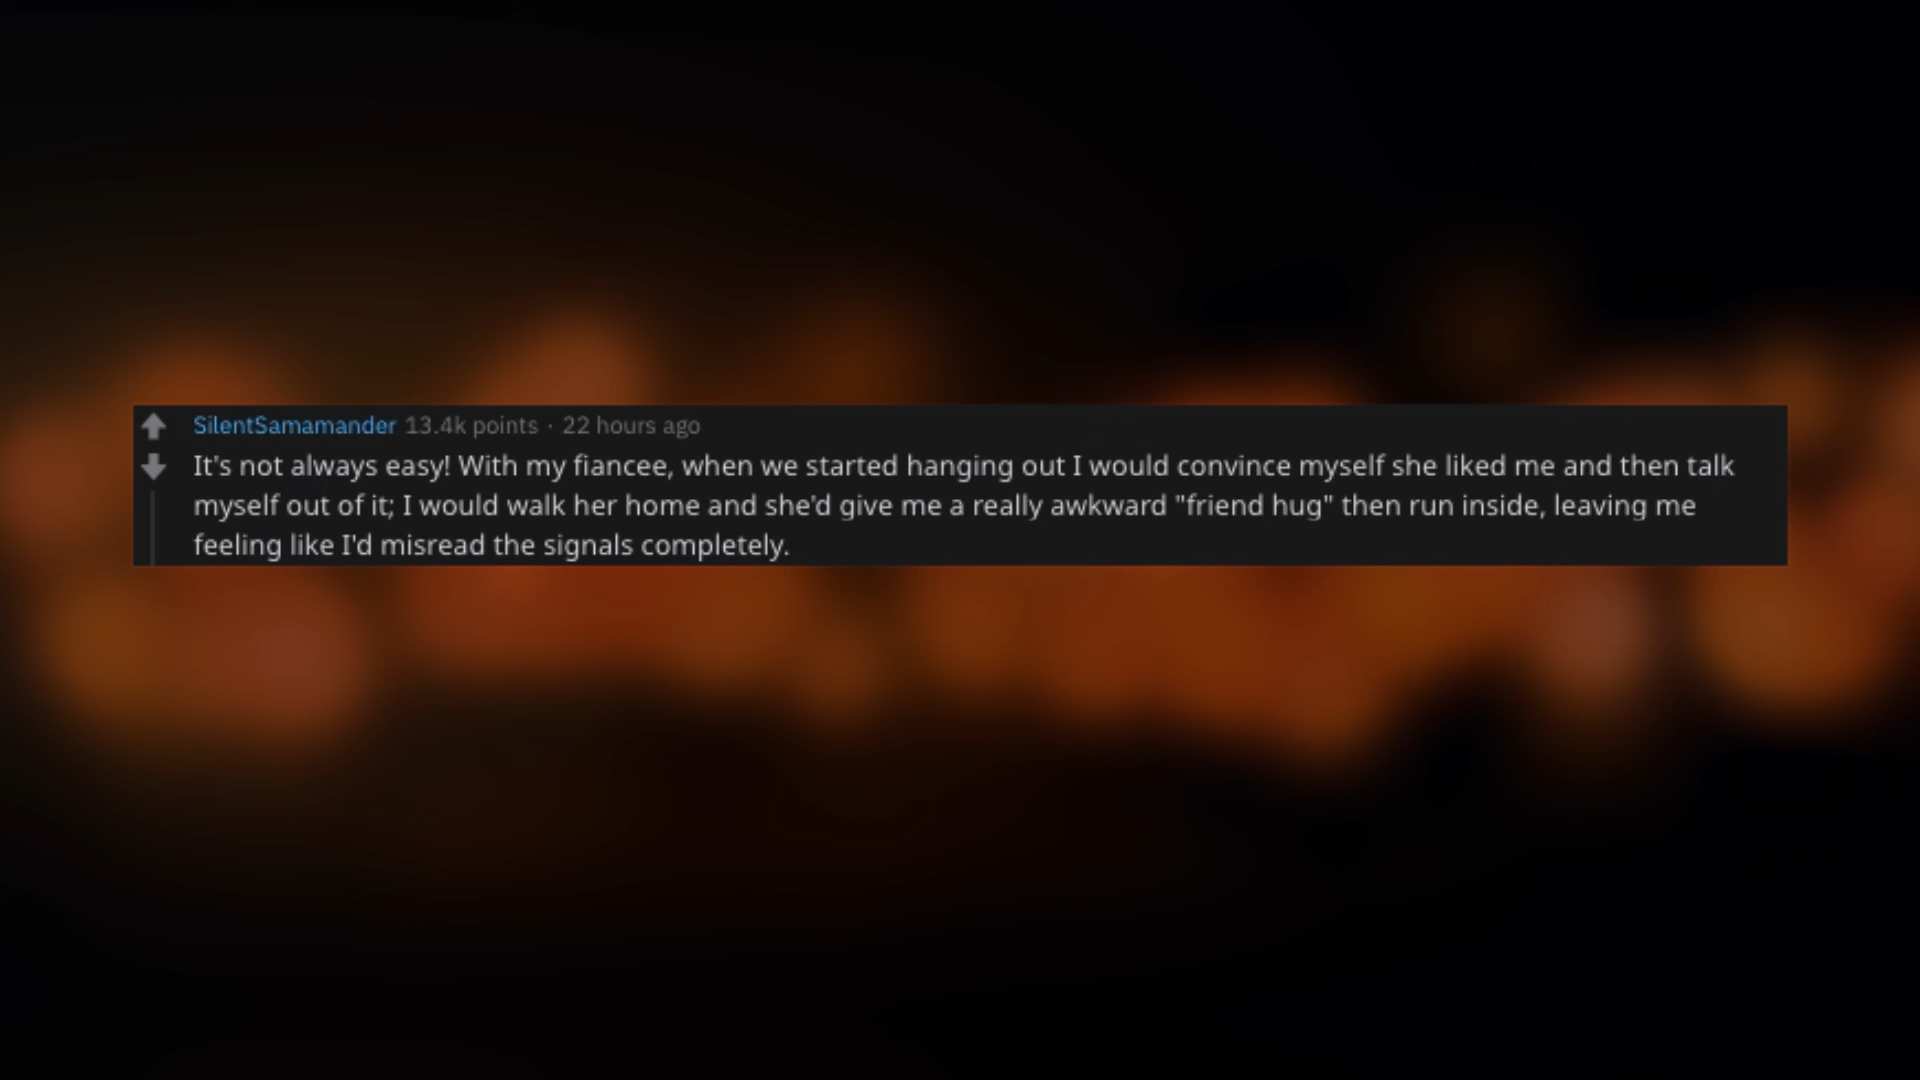 SilentSamamander 13.4k points · 22 hours ago
It's not always easy! With my fiancee, when we started hanging out I would convince myself she liked me and then talk
myself out of it; I would walk her home and she'd give me a really awkward "friend hug" then run inside, leaving me
feeling like I'd misread the signals completely.